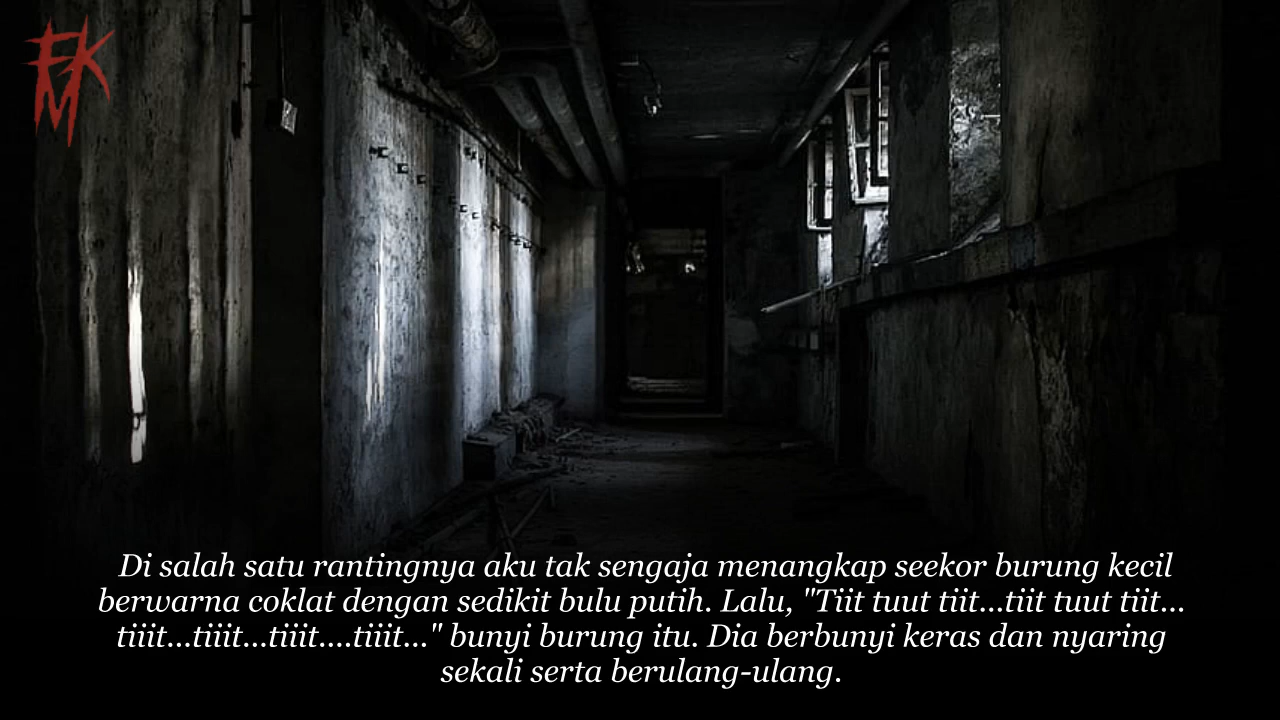 FKM
Di salah satu rantingnya aku tak sengaja menangkap seekor burung kecil
berwarna coklat dengan sedikit bulu putih. Lalu, "Tiit tuut tiit...tiit tuut tiit...
tiiit...tiiit...tiiit....tiiit..." bunyi burung itu. Dia berbunyi keras dan nyaring
sekali serta berulang-ulang.